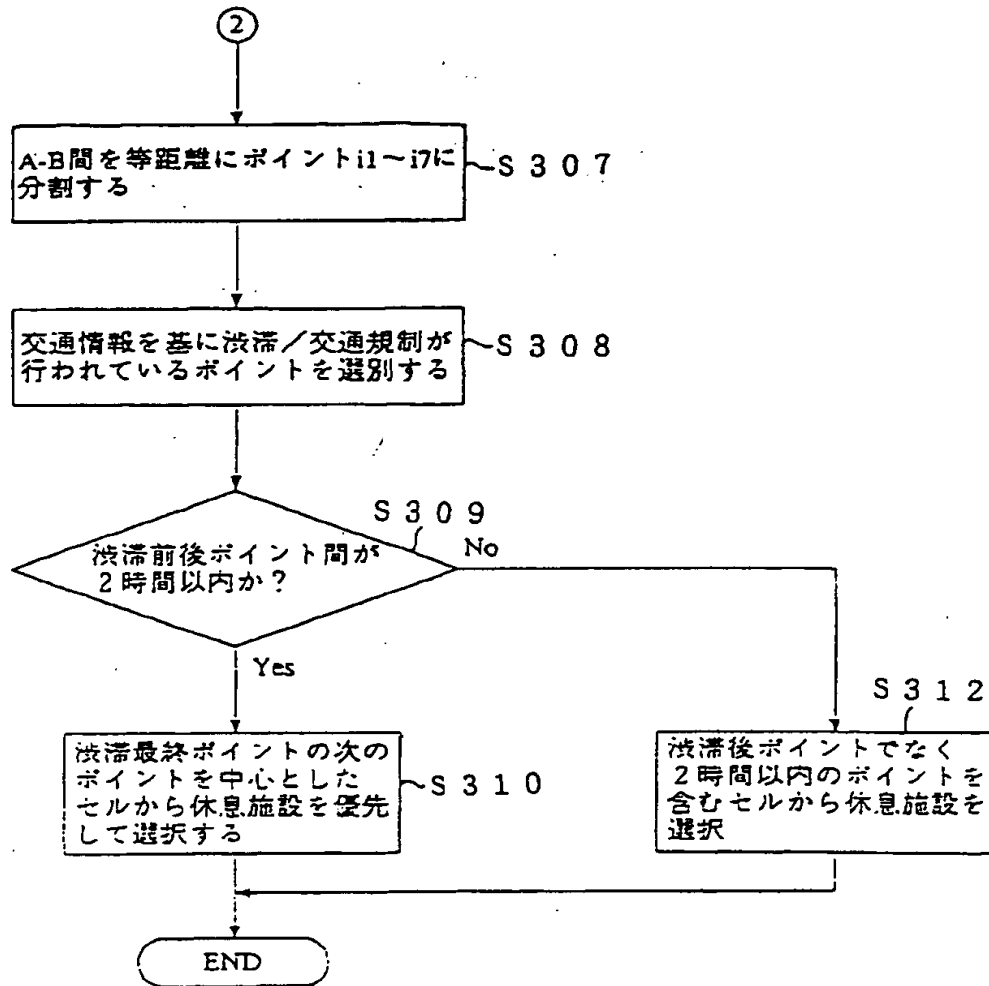 2
A-B間を等距離にポイントi1～i7に
分割する
S307
交通情報を基に渋滞／交通規制が
行われているポイントを選別する
S308
S309
渋滞前後ポイント間が
2時間以内か？
No
Yes
渋滞最終ポイントの次の
ポイントを中心とした
セルから休息施設を優先
して選択する
S310
S312
渋滞後ポイントでなく
2時間以内のポイントを
含むセルから休息施設を
選択
END